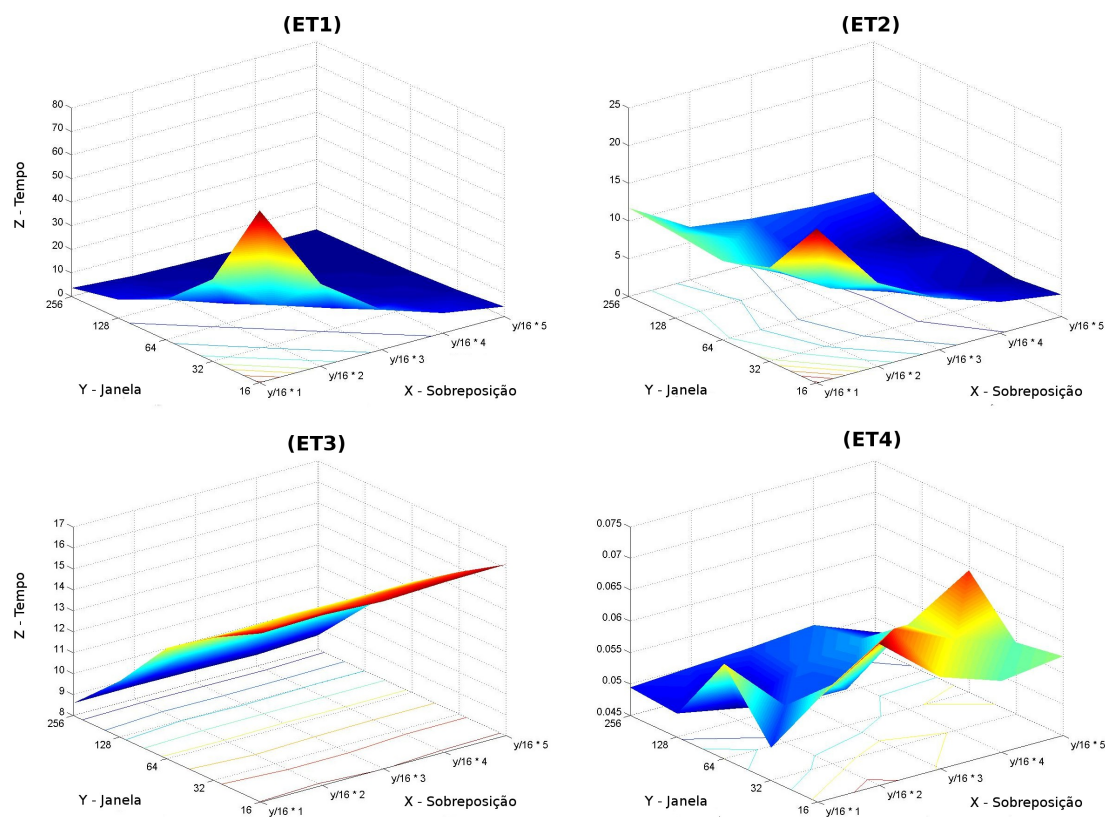 (ET1)
80
70
60
50
40
30
20
10
0
Z - Tempo
256
128
64
32
16
Y - Janela
y/16 * 1
y/16 * 2
y/16 * 3
y/16 * 4
y/16 * 5
X - Sobreposição
(ET2)
25
20
15
10
5
0
256
128
64
32
16
Y - Janela
y/16 * 1
y/16 * 2
y/16 * 3
y/16 * 4
y/16 * 5
X - Sobreposição
(ET3)
17
16
15
14
13
12
11
10
9
8
Z - Tempo
256
128
64
32
16
Y - Janela
y/16 * 1
y/16 * 2
y/16 * 3
y/16 * 4
y/16 * 5
X - Sobreposição
(ET4)
0.075
0.07
0.065
0.06
0.055
0.05
0.045
256
128
64
32
16
Y - Janela
y/16 * 1
y/16 * 2
y/16 * 3
y/16 * 4
y/16 * 5
X - Sobreposição